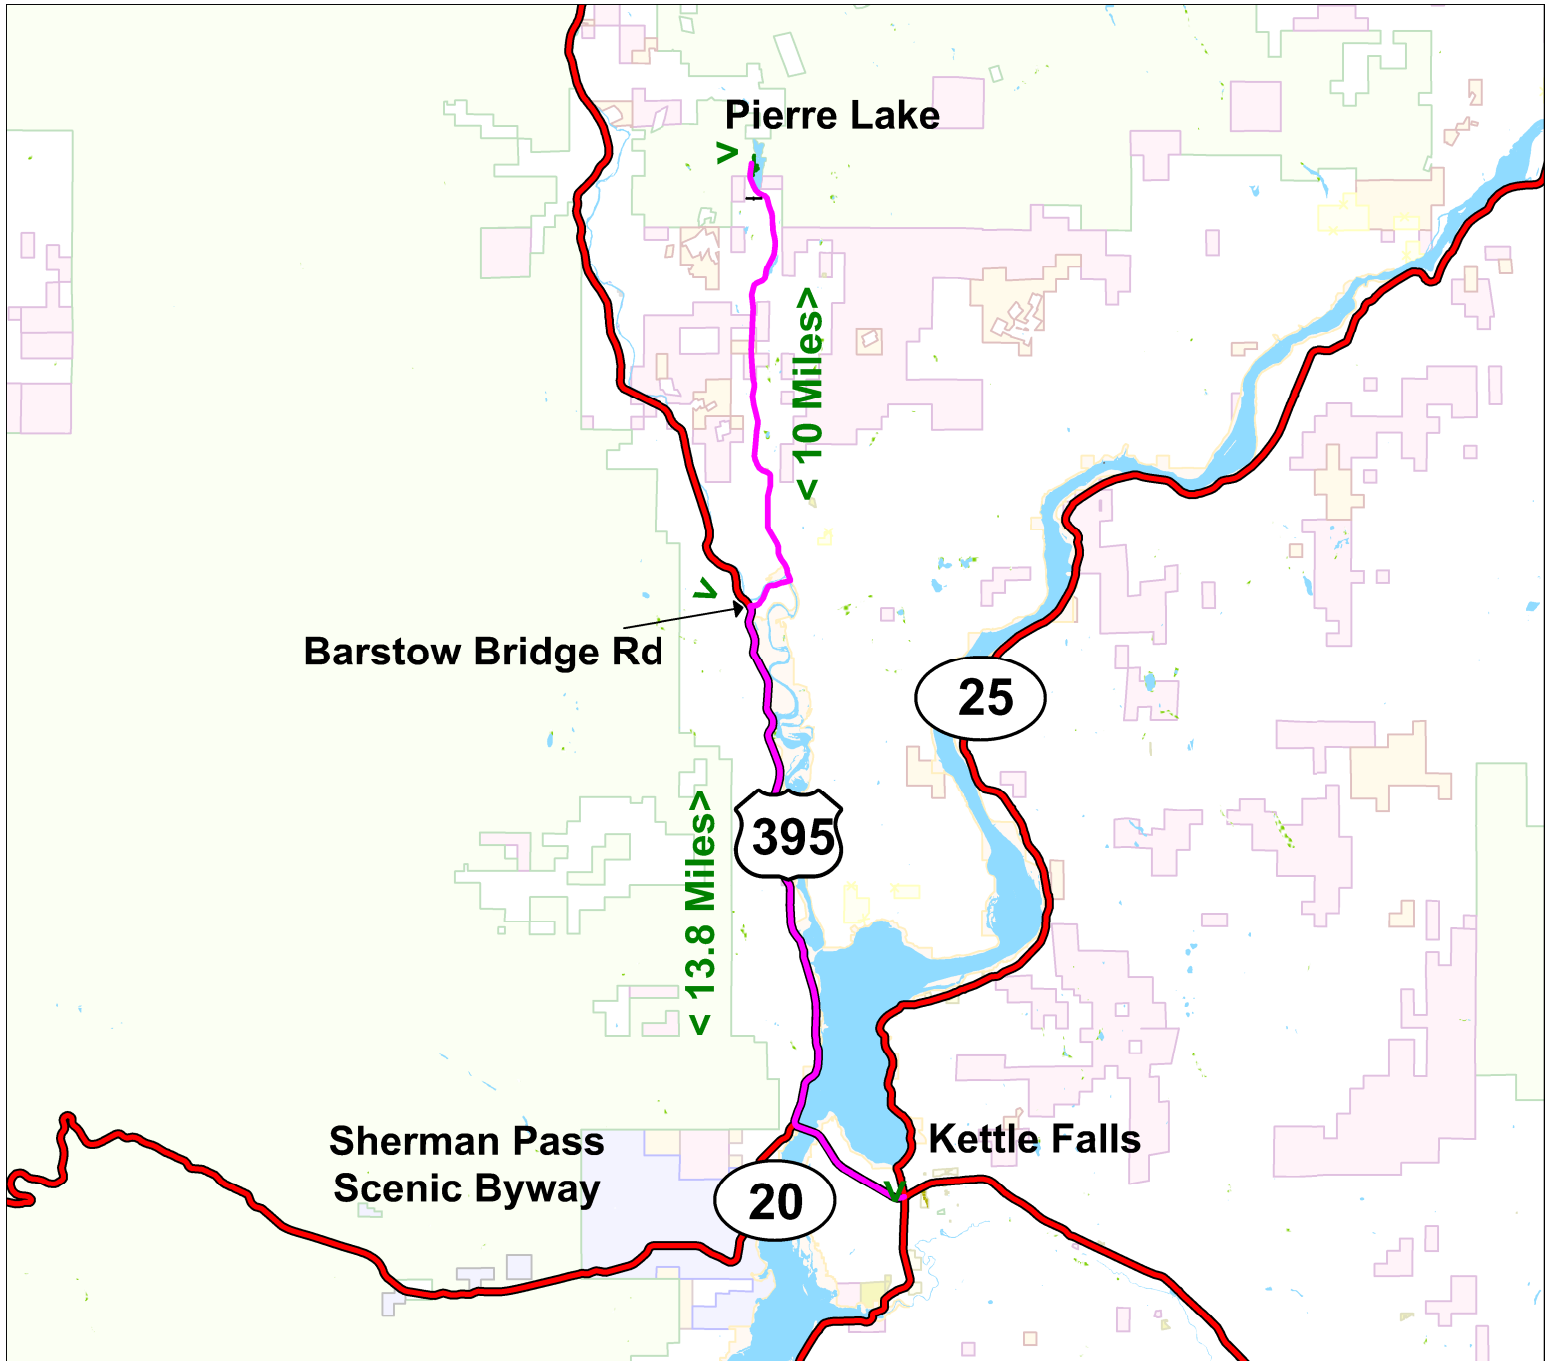 Pierre Lake
< 10 Miles>
Barstow Bridge Rd
25
395
< 13.8 Miles>
Sherman Pass
Scenic Byway
Kettle Falls
20